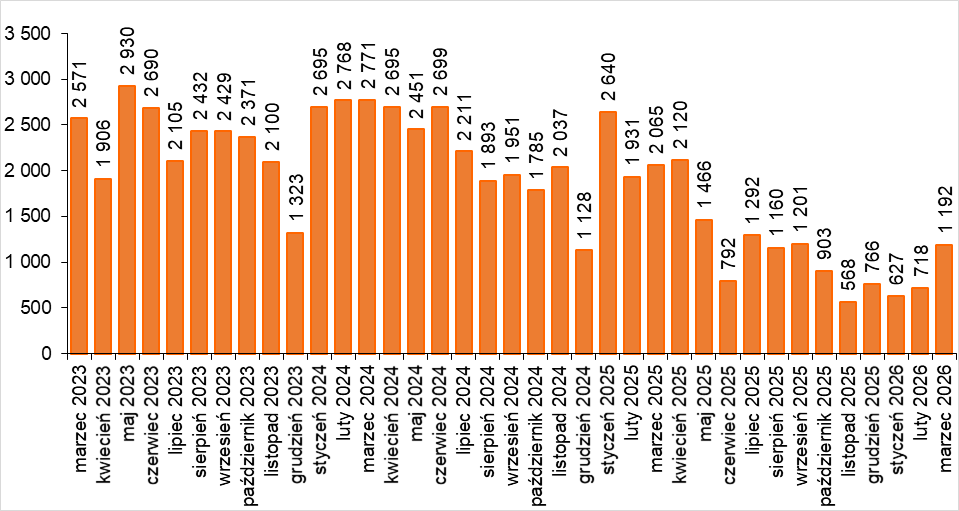 3 500
3 000
2 500
2 000
1 500
1 000
500
0
2 571
1 906
2 930
2 690
2 105
2 432
2 429
2 371
2 100
1 323
2 695
2 768
2 771
2 695
2 451
2 699
2 211
1 893
1 951
1 785
2 037
1 128
2 640
1 931
2 065
2 120
1 466
792
1 292
1 160
1 201
903
568
766
627
718
1 192
marzec 2023
kwiecień 2023
maj 2023
czerwiec 2023
lipiec 2023
sierpień 2023
wrzesień 2023
październik 2023
listopad 2023
grudzień 2023
styczeń 2024
luty 2024
marzec 2024
kwiecień 2024
maj 2024
czerwiec 2024
lipiec 2024
sierpień 2024
wrzesień 2024
październik 2024
listopad 2024
grudzień 2024
styczeń 2025
luty 2025
marzec 2025
kwiecień 2025
maj 2025
czerwiec 2025
lipiec 2025
sierpień 2025
wrzesień 2025
październik 2025
listopad 2025
grudzień 2025
styczeń 2026
luty 2026
marzec 2026